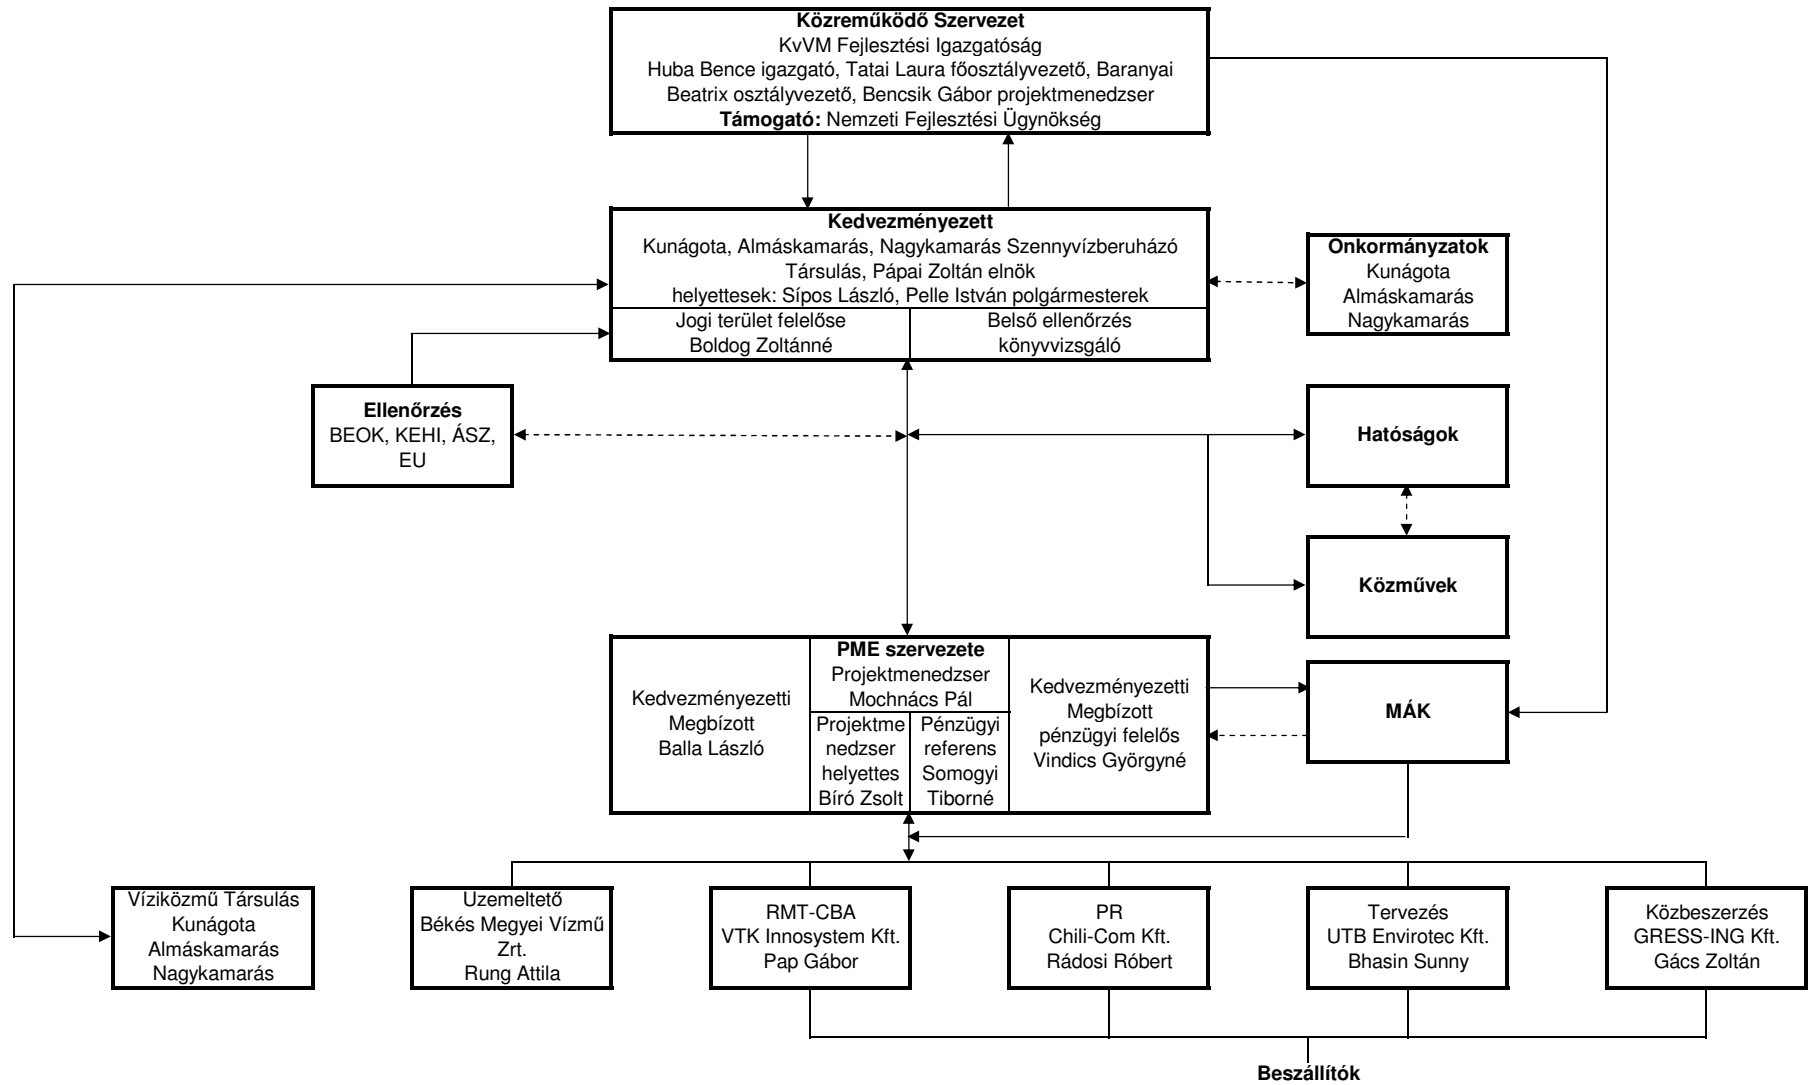 Közreműködő Szervezet
KvVM Fejlesztési Igazgatóság
Huba Bence igazgató, Tatai Laura főosztályvezető, Baranyai
Beatrix osztályvezető, Bencsik Gábor projektmenedzser
Támogató: Nemzeti Fejlesztési Ügynökség
Kedvezményezett
Kunágota, Almáskamarás, Nagykamarás Szennyvízberuházó
Társulás, Pápai Zoltán elnök
helyettesek: Sípos László, Pelle István polgármesterek
Jogi terület felelőse
Boldog Zoltánné
Belső ellenőrzés
könyvvizsgáló
Onkormányzatok
Kunágota
Almáskamarás
Nagykamarás
Ellenőrzés
BEOK, KEHI, ÁSZ,
EU
Hatóságok
Közművek
Kedvezményezetti
Megbízott
Balla László
PME szervezete
Projektmenedzser
Mochnács Pál
Projektme
nedzser
helyettes
Bíró Zsolt
Pénzügyi
referens
Somogyi
Tiborné
Kedvezményezetti
Megbízott
pénzügyi felelős
Vindics Györgyné
MÁK
Víziközmű Társulás
Kunágota
Almáskamarás
Nagykamarás
Uzemeltető
Békés Megyei Vízmű
Zrt.
Rung Attila
RMT-CBA
VTK Innosystem Kft.
Pap Gábor
PR
Chili-Com Kft.
Rádosi Róbert
Tervezés
UTB Envirotec Kft.
Bhasin Sunny
Közbeszerzés
GRESS-ING Kft.
Gács Zoltán
Beszállítók